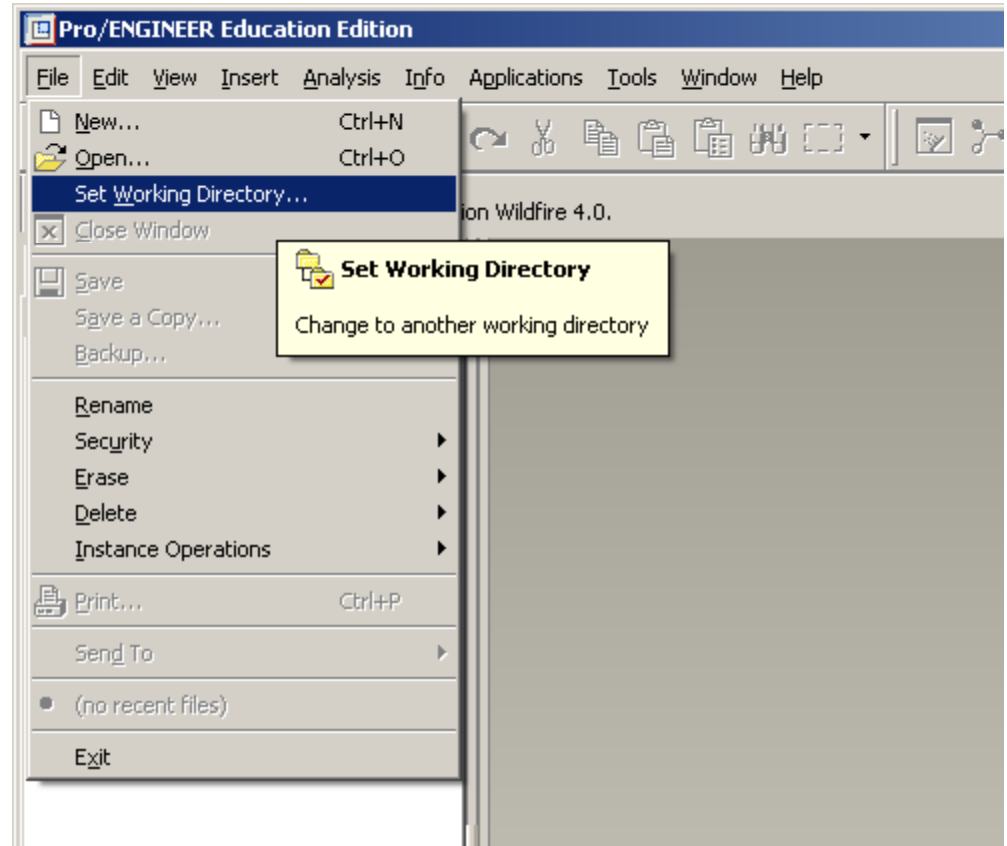 Pro/ENGINEER Education Edition
File Edit View Insert Analysis Info Applications Tools Window Help
New... Ctrl+N
Open... Ctrl+O
Set Working Directory...
ion Wildfire 4.0.
Close Window
Set Working Directory
Change to another working directory
Save
Save a Copy...
Backup...
Rename
Security
Erase
Delete
Instance Operations
Print... Ctrl+P
Send To
(no recent files)
Exit